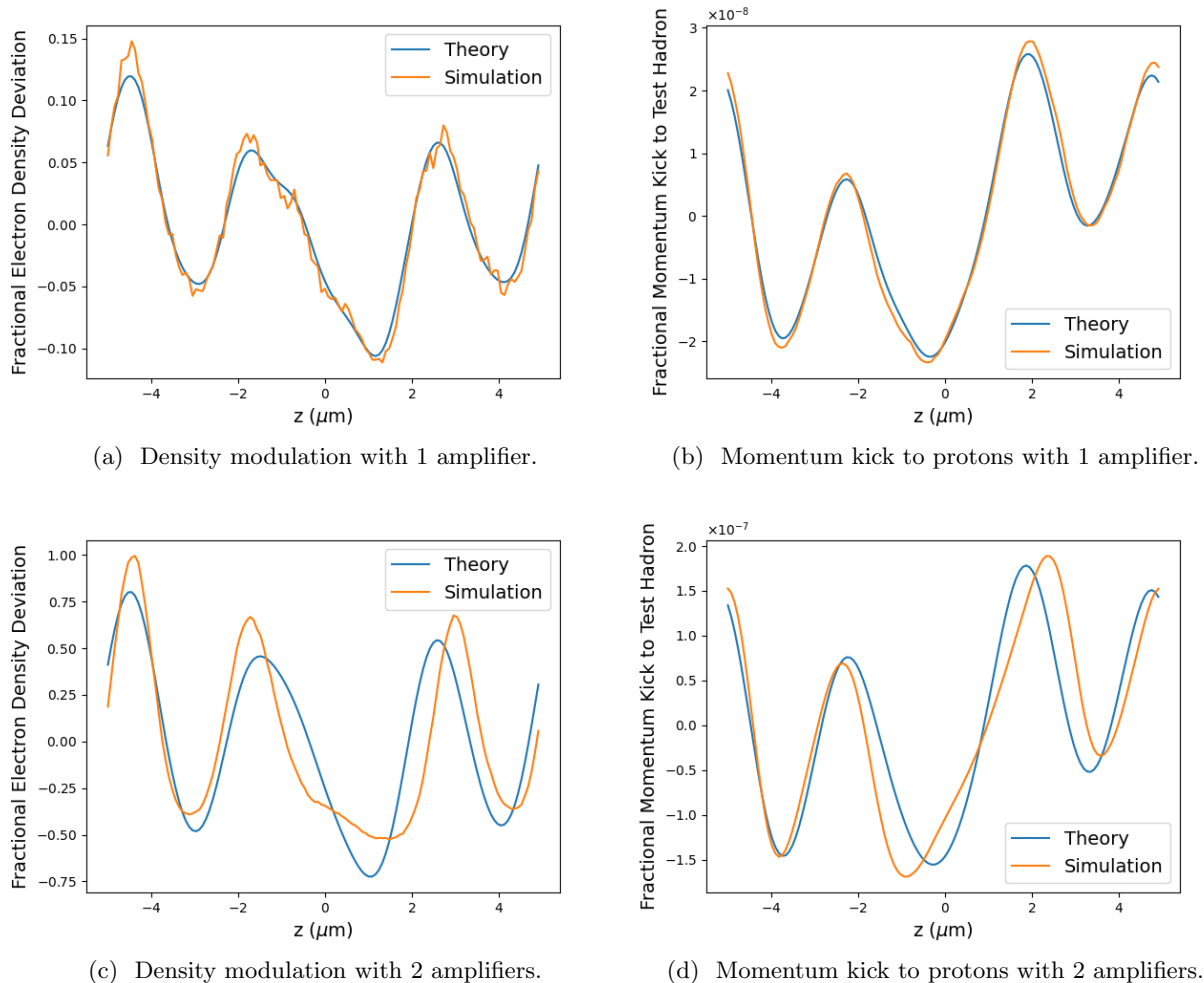 Fractional Electron Density Deviation
0.15
0.10
0.05
0.00
−0.05
−0.10
Theory
Simulation
−4
−2
0
2
4
z (μm)
(a) Density modulation with 1 amplifier.
×10⁻⁸
Fractional Momentum Kick to Test Hadron
3
2
1
0
−1
−2
Theory
Simulation
−4
−2
0
2
4
z (μm)
(b) Momentum kick to protons with 1 amplifier.
Fractional Electron Density Deviation
1.00
0.75
0.50
0.25
0.00
−0.25
−0.50
−0.75
Theory
Simulation
−4
−2
0
2
4
z (μm)
(c) Density modulation with 2 amplifiers.
×10⁻⁷
Fractional Momentum Kick to Test Hadron
2.0
1.5
1.0
0.5
0.0
−0.5
−1.0
−1.5
Theory
Simulation
−4
−2
0
2
4
z (μm)
(d) Momentum kick to protons with 2 amplifiers.